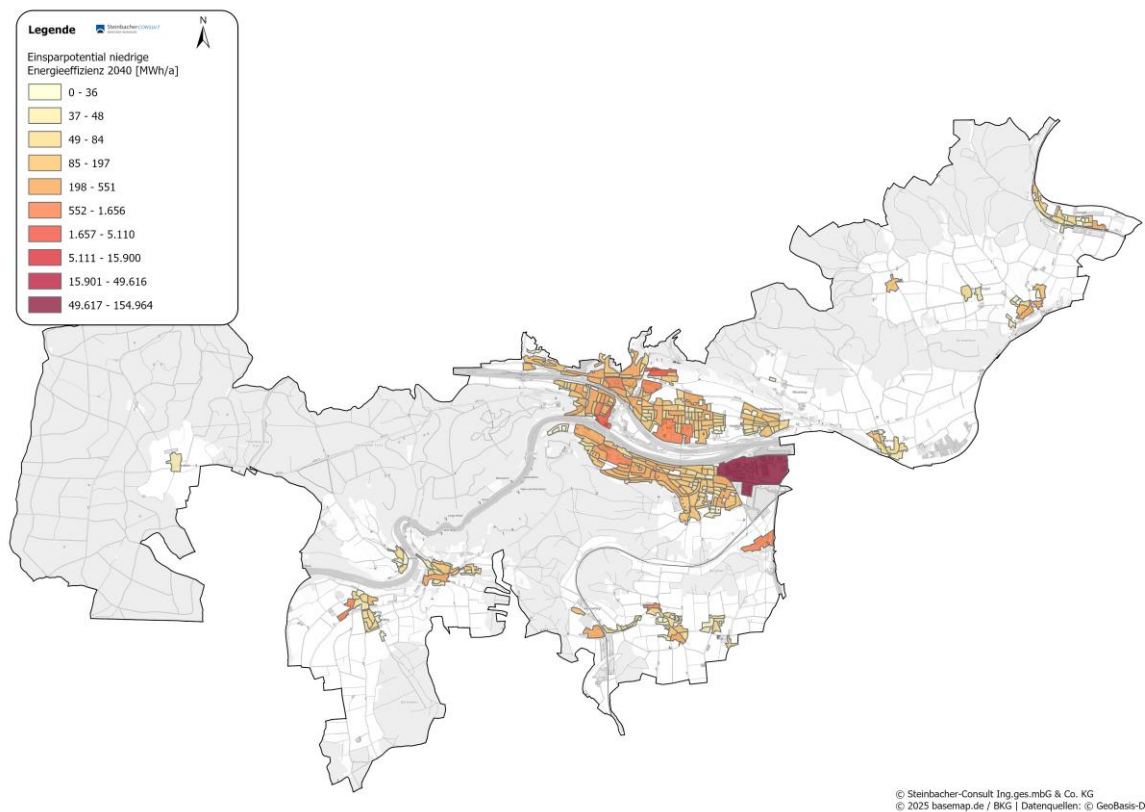 Legende
SteinbacherCONSULT
N
Einsparpotential niedrige
Energieeffizienz 2040 [MWh/a]
0 - 36
37 - 48
49 - 84
85 - 197
198 - 551
552 - 1.656
1.657 - 5.110
5.111 - 15.900
15.901 - 49.616
49.617 - 154.964
© Steinbacher-Consult Ing.ges.mbG & Co. KG
© 2025 basemap.de / BKG | Datenquellen: © GeoBasis-D